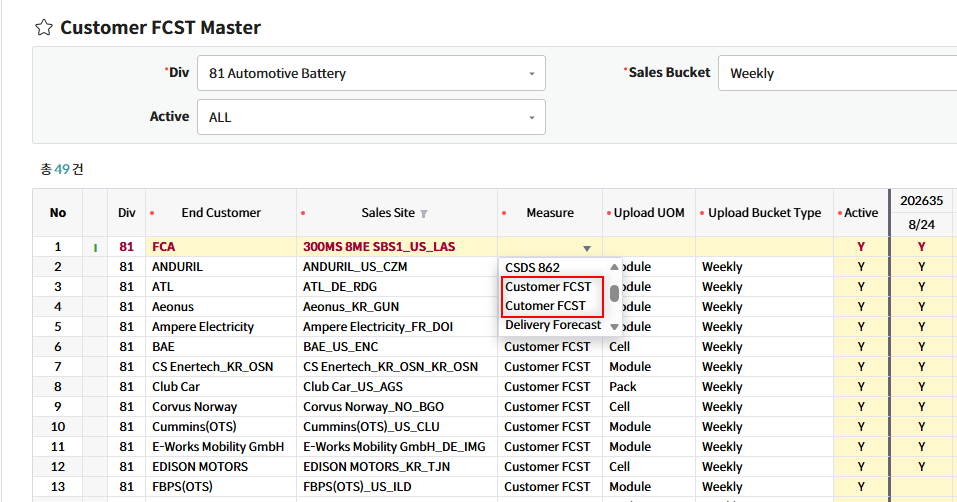 Customer FCST Master
*Div 81 Automotive Battery *Sales Bucket Weekly
Active ALL
총 49 건
No Div End Customer Sales Site Measure Upload UOM Upload Bucket Type Active 202635
8/24
1 I 81 FCA 300MS 8ME SBS1_US_LAS Y Y
2 81 ANDURIL ANDURIL_US_CZM CSDS 862 odule Weekly Y Y
3 81 ATL ATL_DE_RDG Customer FCST odule Weekly Y Y
4 81 Aeonus Aeonus_KR_GUN Cutomer FCST odule Weekly Y Y
5 81 Ampere Electricity Ampere Electricity_FR_DOI Delivery Forecast odule Weekly Y Y
6 81 BAE BAE_US_ENC Customer FCST Cell Weekly Y Y
7 81 CS Enertech_KR_OSN CS Enertech_KR_OSN_KR_OSN Customer FCST Module Weekly Y Y
8 81 Club Car Club Car_US_AGS Customer FCST Pack Weekly Y Y
9 81 Corvus Norway Corvus Norway_NO_BGO Customer FCST Cell Weekly Y Y
10 81 Cummins(OTS) Cummins(OTS)_US_CLU Customer FCST Module Weekly Y Y
11 81 E-Works Mobility GmbH E-Works Mobility GmbH_DE_IMG Customer FCST Module Weekly Y Y
12 81 EDISON MOTORS EDISON MOTORS_KR_TJN Customer FCST Cell Weekly Y Y
13 81 FBPS(OTS) FBPS(OTS)_US_ILD Customer FCST Module Weekly Y